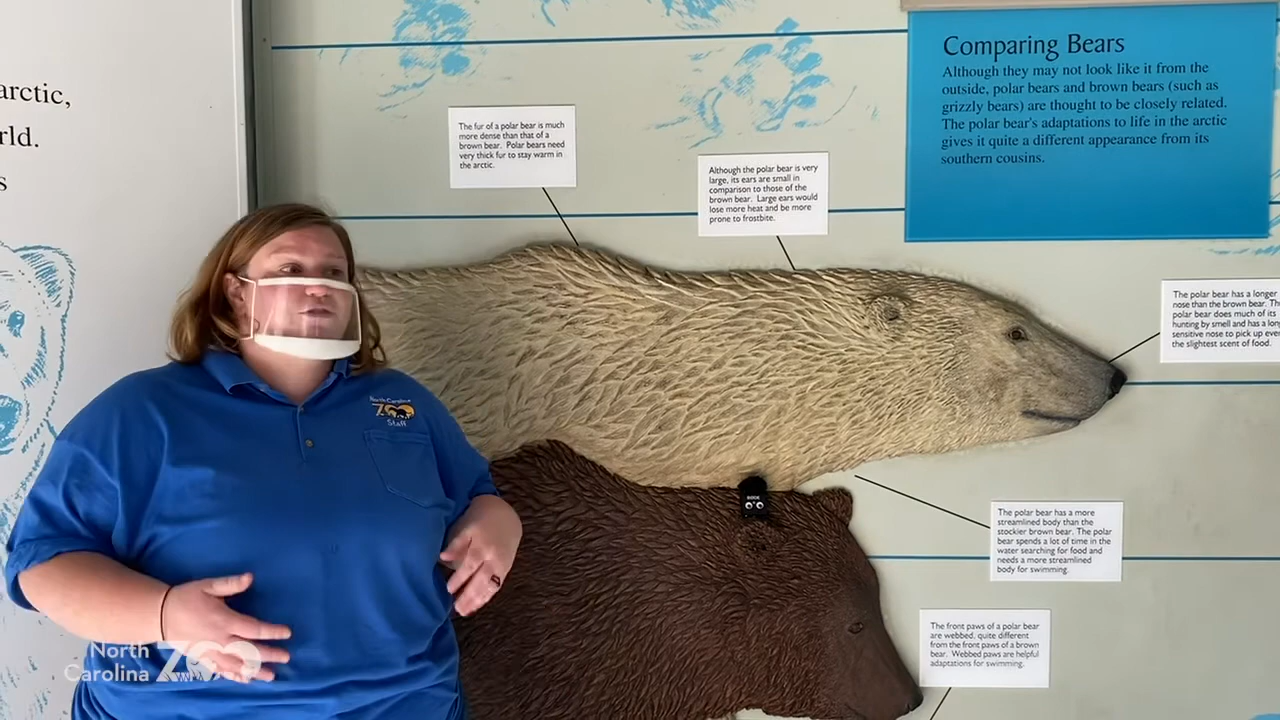 arctic,
rld.
s
The fur of a polar bear is much
more dense than that of a
brown bear. Polar bears need
very thick fur to stay warm in
the arctic.
Although the polar bear is very
large, its ears are small in
comparison to those of the
brown bear. Large ears would
lose more heat and be more
prone to frostbite.
Comparing Bears
Although they may not look like it from the
outside, polar bears and brown bears (such as
grizzly bears) are thought to be closely related.
The polar bear's adaptations to life in the arctic
gives it quite a different appearance from its
southern cousins.
The polar bear has a longer
nose than the brown bear. Th
polar bear does much of its
hunting by smell and has a lon
sensitive nose to pick up eve
the slightest scent of food.
The polar bear has a more
streamlined body than the
stockier brown bear. The polar
bear spends a lot of time in the
water searching for food and
needs a more streamlined
body for swimming.
The front paws of a polar bear
are webbed, quite different
from the front paws of a brown
bear. Webbed paws are helpful
adaptations for swimming.
North Carolina
ZOO
Staff
RODE
North
Carolina ZOO